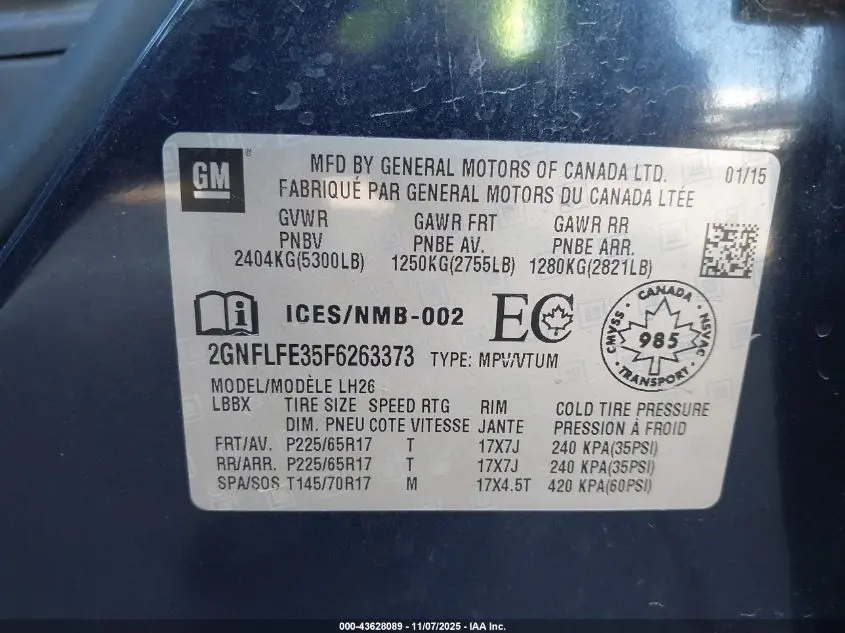 GM
MFD BY GENERAL MOTORS OF CANADA LTD. 01/15
FABRIQUÉ PAR GENERAL MOTORS DU CANADA LTÉE
GVWR GAWR FRT GAWR RR
PNBV PNBE AV. PNBE ARR.
2404KG(5300LB) 1250KG(2755LB) 1280KG(2821LB)
ICES/NMB-002 EC
CANADA
CMVSS 985 NSVAC
TRANSPORT
2GNFLFE35F6263373 TYPE: MPV/VTUM
MODEL/MODÈLE LH26
LBBX TIRE SIZE SPEED RTG RIM COLD TIRE PRESSURE
DIM. PNEU COTE VITESSE JANTE PRESSION À FROID
FRT/AV. P225/65R17 T 17X7J 240 KPA(35PSI)
RR/ARR. P225/65R17 T 17X7J 240 KPA(35PSI)
SPA/SOS T145/70R17 M 17X4.5T 420 KPA(60PSI)
000-43628089 - 11/07/2025 - IAA Inc.